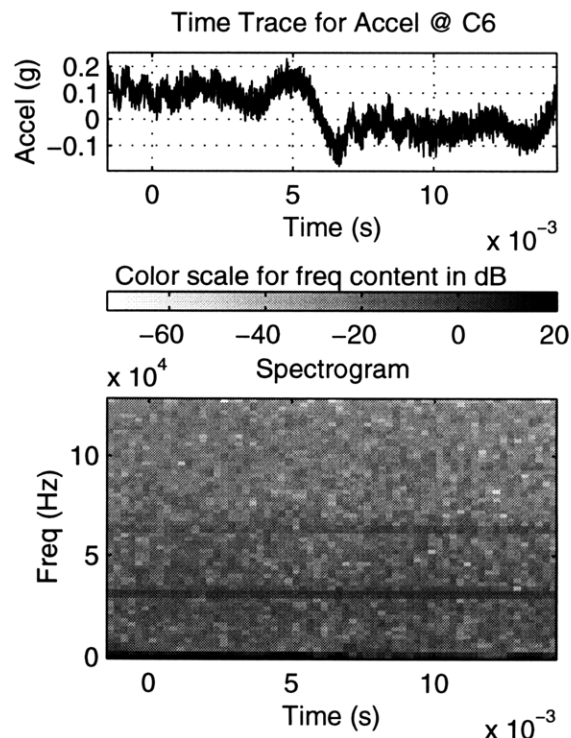 Time Trace for Accel @ C6
Accel (g)
0.2
0.1
0
−0.1
0 5 10
Time (s)
x 10⁻³
Color scale for freq content in dB
−60 −40 −20 0 20
x 10⁴
Spectrogram
Freq (Hz)
10
5
0
0 5 10
Time (s)
x 10⁻³